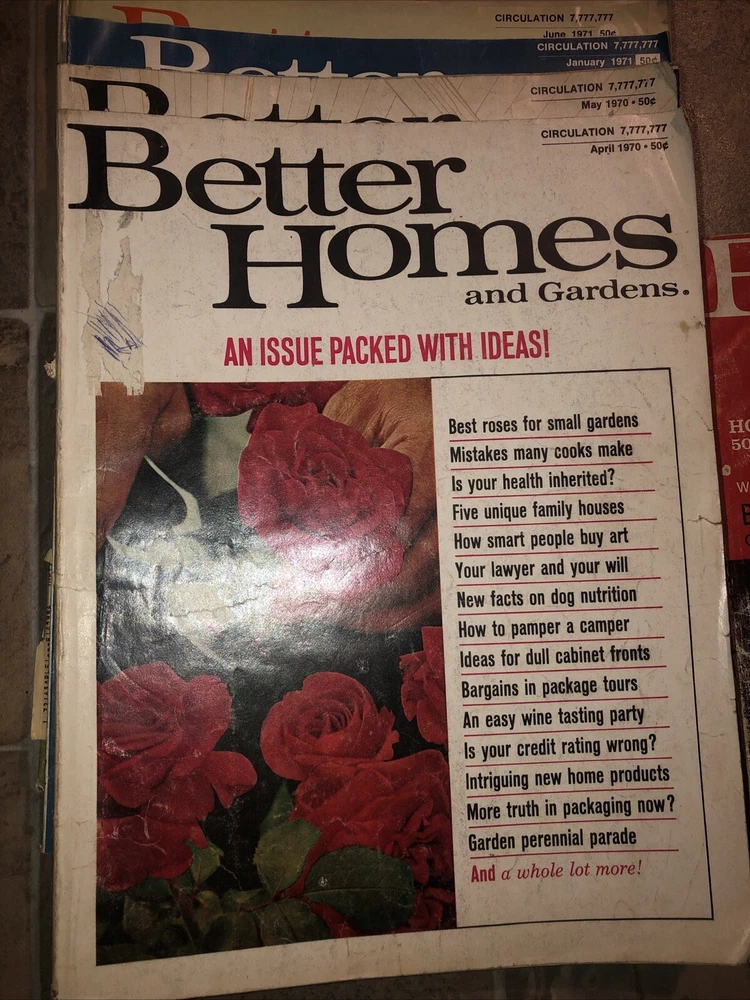 CIRCULATION 7,777,777
June 1971 50¢
CIRCULATION 7,777,777
January 1971 50¢
Better
CIRCULATION 7,777,777
May 1970 • 50¢
Better
CIRCULATION 7,777,777
April 1970 • 50¢
Better
Homes
and Gardens.
AN ISSUE PACKED WITH IDEAS!
Best roses for small gardens
Mistakes many cooks make
Is your health inherited?
Five unique family houses
How smart people buy art
Your lawyer and your will
New facts on dog nutrition
How to pamper a camper
Ideas for dull cabinet fronts
Bargains in package tours
An easy wine tasting party
Is your credit rating wrong?
Intriguing new home products
More truth in packaging now?
Garden perennial parade
And a whole lot more!